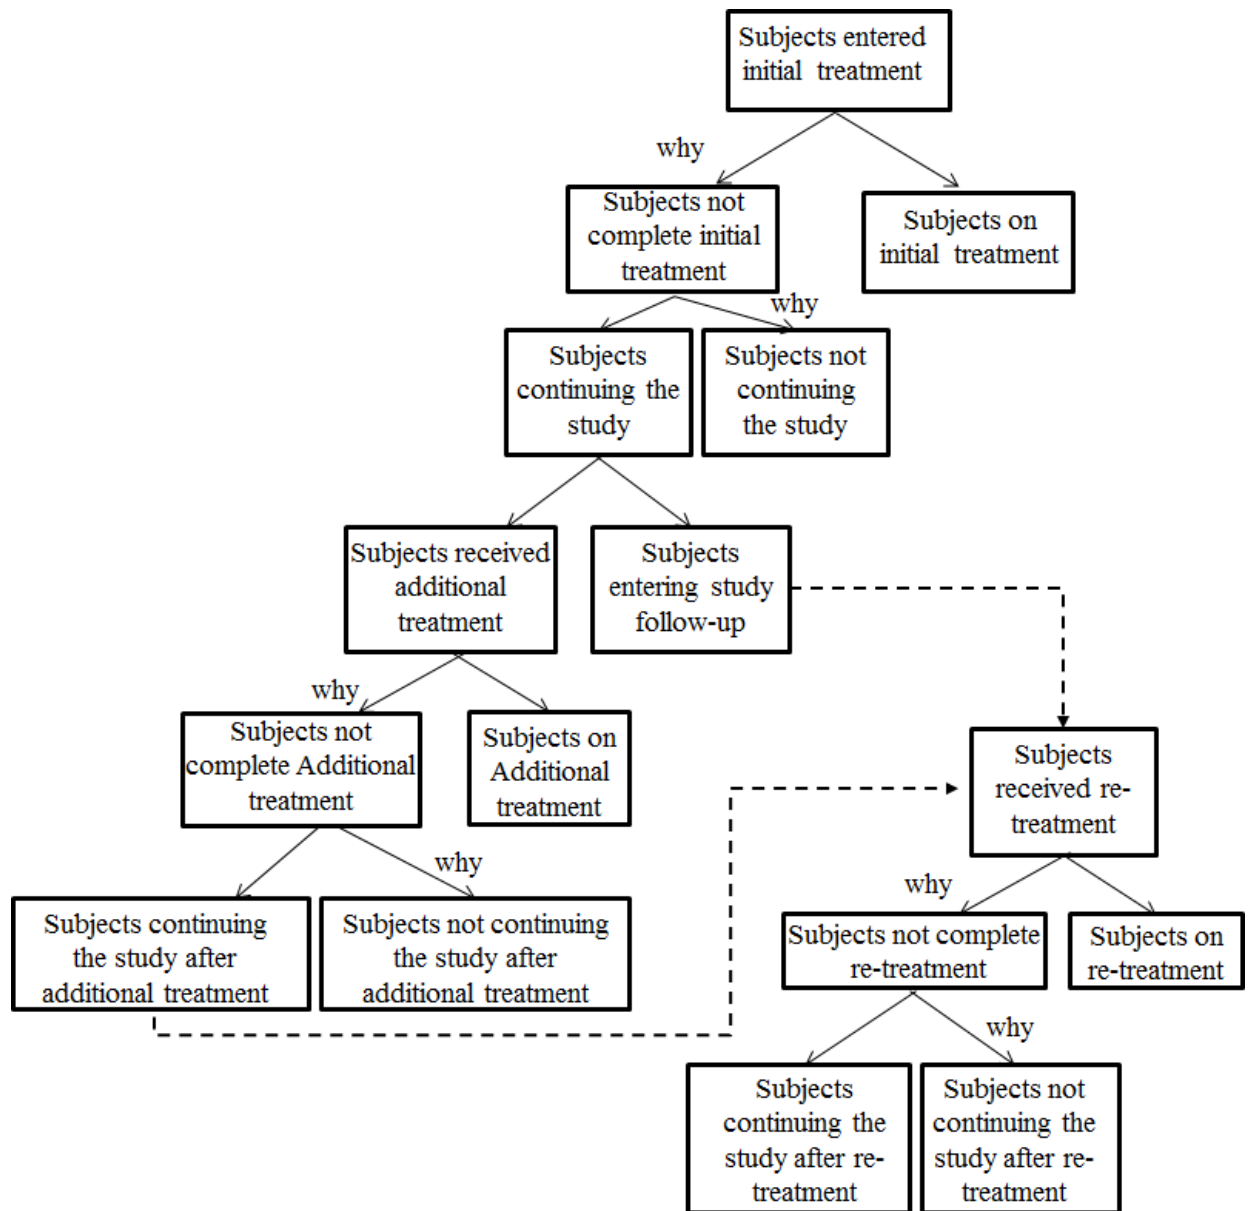 Subjects entered
initial treatment
why
Subjects not
complete initial
treatment
Subjects on
initial treatment
why
Subjects
continuing the
study
Subjects not
continuing
the study
Subjects received
additional
treatment
Subjects
entering study
follow-up
why
Subjects not
complete Additional
treatment
Subjects on
Additional
treatment
Subjects
received re-
treatment
why
Subjects continuing
the study after
additional treatment
Subjects not continuing
the study after
additional treatment
why
Subjects not complete
re-treatment
Subjects on
re-treatment
why
Subjects
continuing the
study after re-
treatment
Subjects not
continuing the
study after re-
treatment